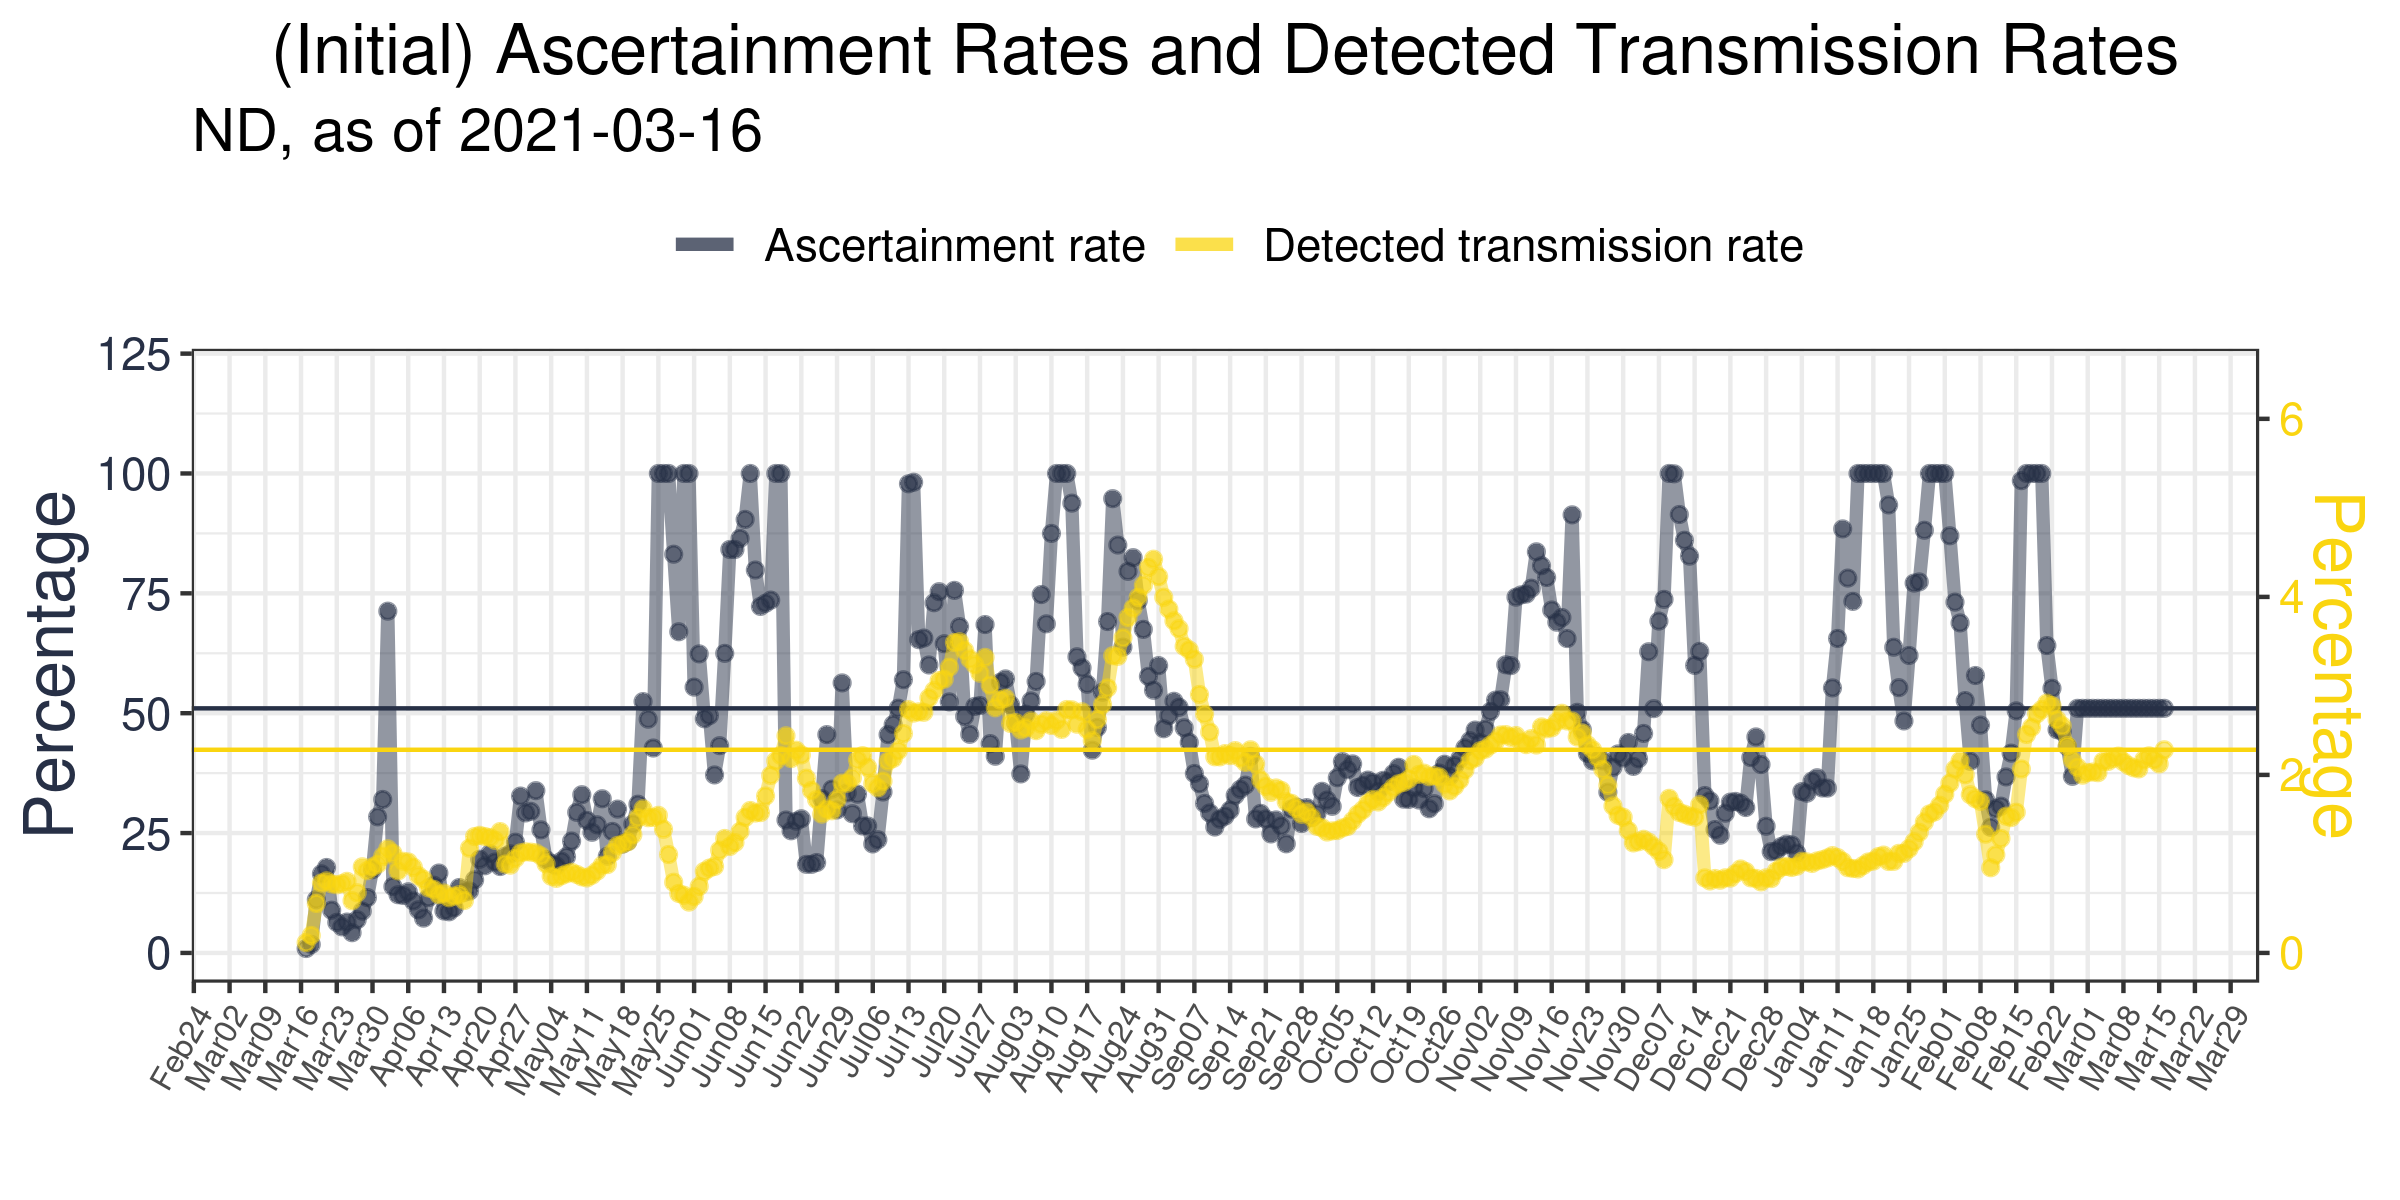 (Initial) Ascertainment Rates and Detected Transmission Rates
ND, as of 2021-03-16
Ascertainment rate
Detected transmission rate
Percentage
125
100
75
50
25
0
6
4
2
0
Percentage
Feb24
Mar02
Mar09
Mar16
Mar23
Mar30
Apr06
Apr13
Apr20
Apr27
May04
May11
May18
May25
Jun01
Jun08
Jun15
Jun22
Jun29
Jul06
Jul13
Jul20
Jul27
Aug03
Aug10
Aug17
Aug24
Aug31
Sep07
Sep14
Sep21
Sep28
Oct05
Oct12
Oct19
Oct26
Nov02
Nov09
Nov16
Nov23
Nov30
Dec07
Dec14
Dec21
Dec28
Jan04
Jan11
Jan18
Jan25
Feb01
Feb08
Feb15
Feb22
Mar01
Mar08
Mar15
Mar22
Mar29